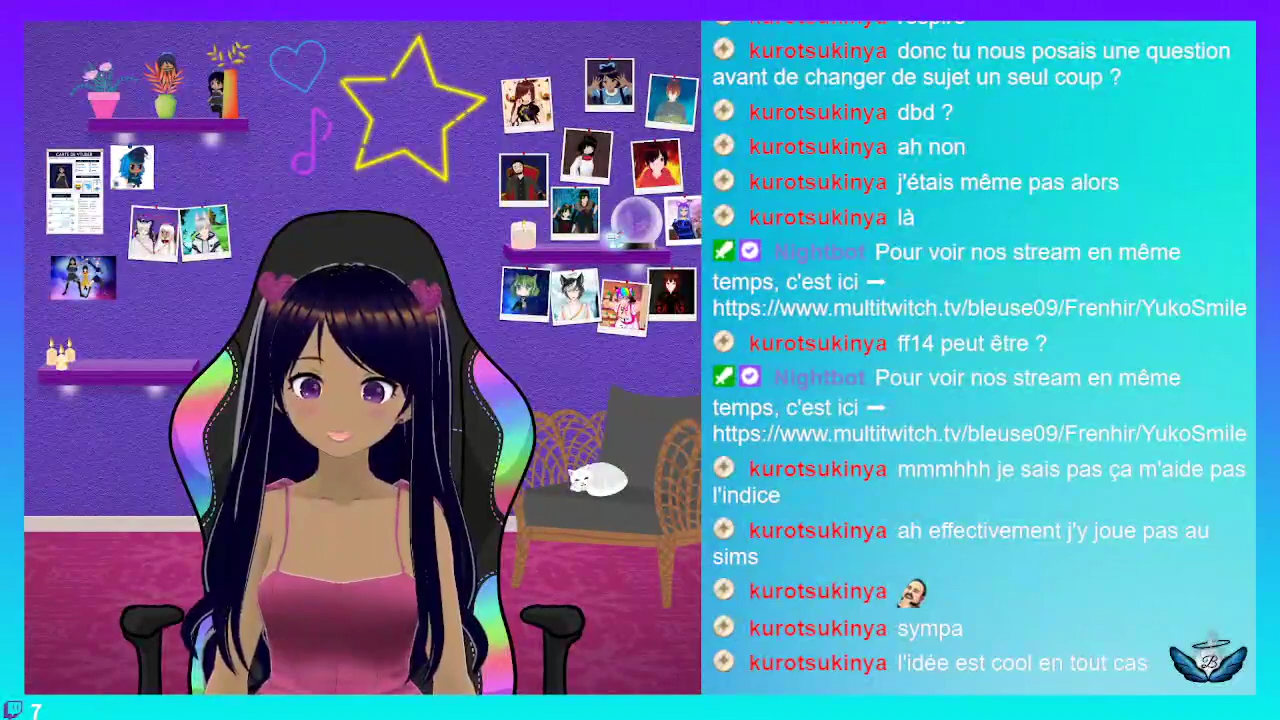 kurotsukinya respire
kurotsukinya donc tu nous posais une question
avant de changer de sujet un seul coup ?
kurotsukinya dbd ?
kurotsukinya ah non
kurotsukinya j'étais même pas alors
kurotsukinya là
Nightbot Pour voir nos stream en même
temps, c'est ici ➡
https://www.multitwitch.tv/bleuse09/Frenhir/YukoSmile
kurotsukinya ff14 peut être ?
Nightbot Pour voir nos stream en même
temps, c'est ici ➡
https://www.multitwitch.tv/bleuse09/Frenhir/YukoSmile
kurotsukinya mmmhhh je sais pas ça m'aide pas
l'indice
kurotsukinya ah effectivement j'y joue pas au
sims
kurotsukinya
kurotsukinya sympa
kurotsukinya l'idée est cool en tout cas
B
7